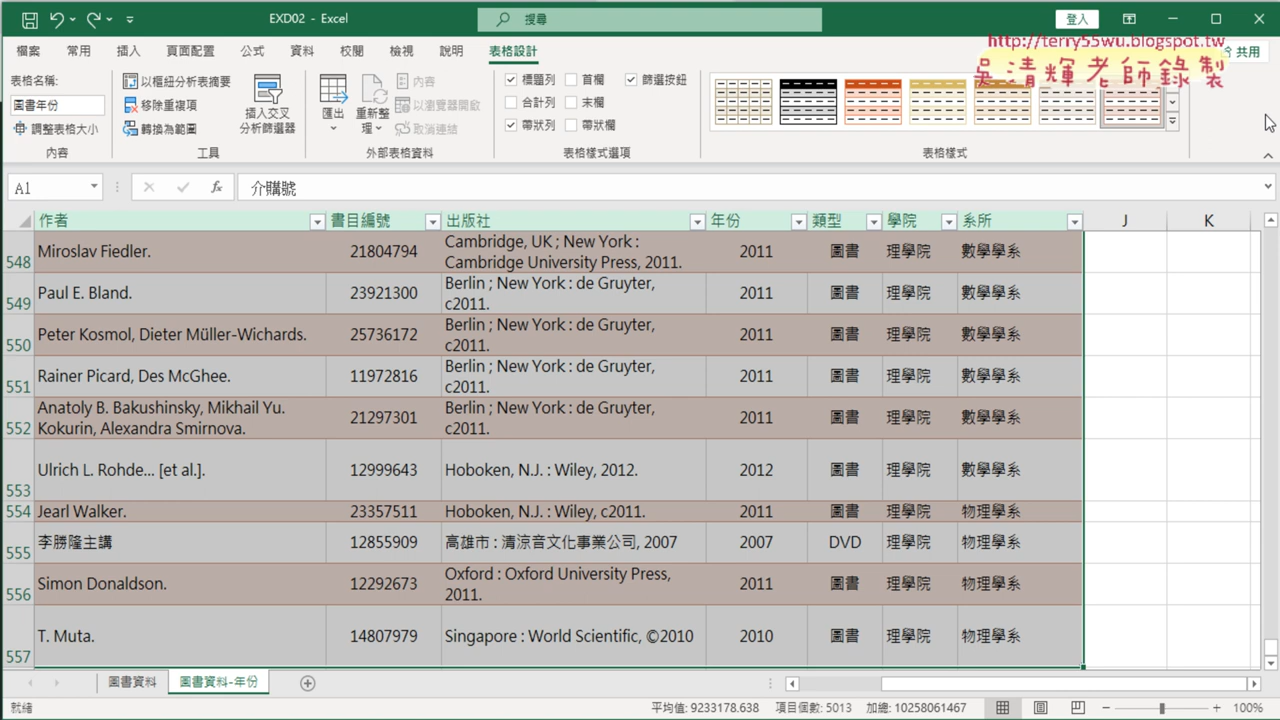 EXD02 - Excel
搜尋
登入
檔案 常用 插入 頁面配置 公式 資料 校閱 檢視 說明 表格設計 共用
http://terry55wu.blogspot.tw
吳清輝老師錄製
表格名稱:
圖書年份
調整表格大小
內容
以樞紐分析表摘要
移除重複項
轉換為範圍
工具
插入交叉
分析篩選器
匯出
重新整
理
內容
以瀏覽器開啟
取消連結
外部表格資料
標題列 首欄 篩選按鈕
合計列 末欄
帶狀列 帶狀欄
表格樣式選項
表格樣式
A1 fx 介購號
作者 書目編號 出版社 年份 類型 學院 系所 J K
548 Miroslav Fiedler. 21804794 Cambridge, UK ; New York :
Cambridge University Press, 2011. 2011 圖書 理學院 數學學系
549 Paul E. Bland. 23921300 Berlin ; New York : de Gruyter,
c2011. 2011 圖書 理學院 數學學系
550 Peter Kosmol, Dieter Müller-Wichards. 25736172 Berlin ; New York : de Gruyter,
c2011. 2011 圖書 理學院 數學學系
551 Rainer Picard, Des McGhee. 11972816 Berlin ; New York : de Gruyter,
c2011. 2011 圖書 理學院 數學學系
552 Anatoly B. Bakushinsky, Mikhail Yu.
Kokurin, Alexandra Smirnova. 21297301 Berlin ; New York : de Gruyter,
c2011. 2011 圖書 理學院 數學學系
553 Ulrich L. Rohde... [et al.]. 12999643 Hoboken, N.J. : Wiley, 2012. 2012 圖書 理學院 數學學系
554 Jearl Walker. 23357511 Hoboken, N.J. : Wiley, c2011. 2011 圖書 理學院 物理學系
555 李勝隆主講 12855909 高雄市 : 清涼音文化事業公司, 2007 2007 DVD 理學院 物理學系
556 Simon Donaldson. 12292673 Oxford : Oxford University Press,
2011. 2011 圖書 理學院 物理學系
557 T. Muta. 14807979 Singapore : World Scientific, ©2010 2010 圖書 理學院 物理學系
圖書資料 圖書資料-年份
就緒 平均值: 9233178.638 項目個數: 5013 加總: 10258061467 100%